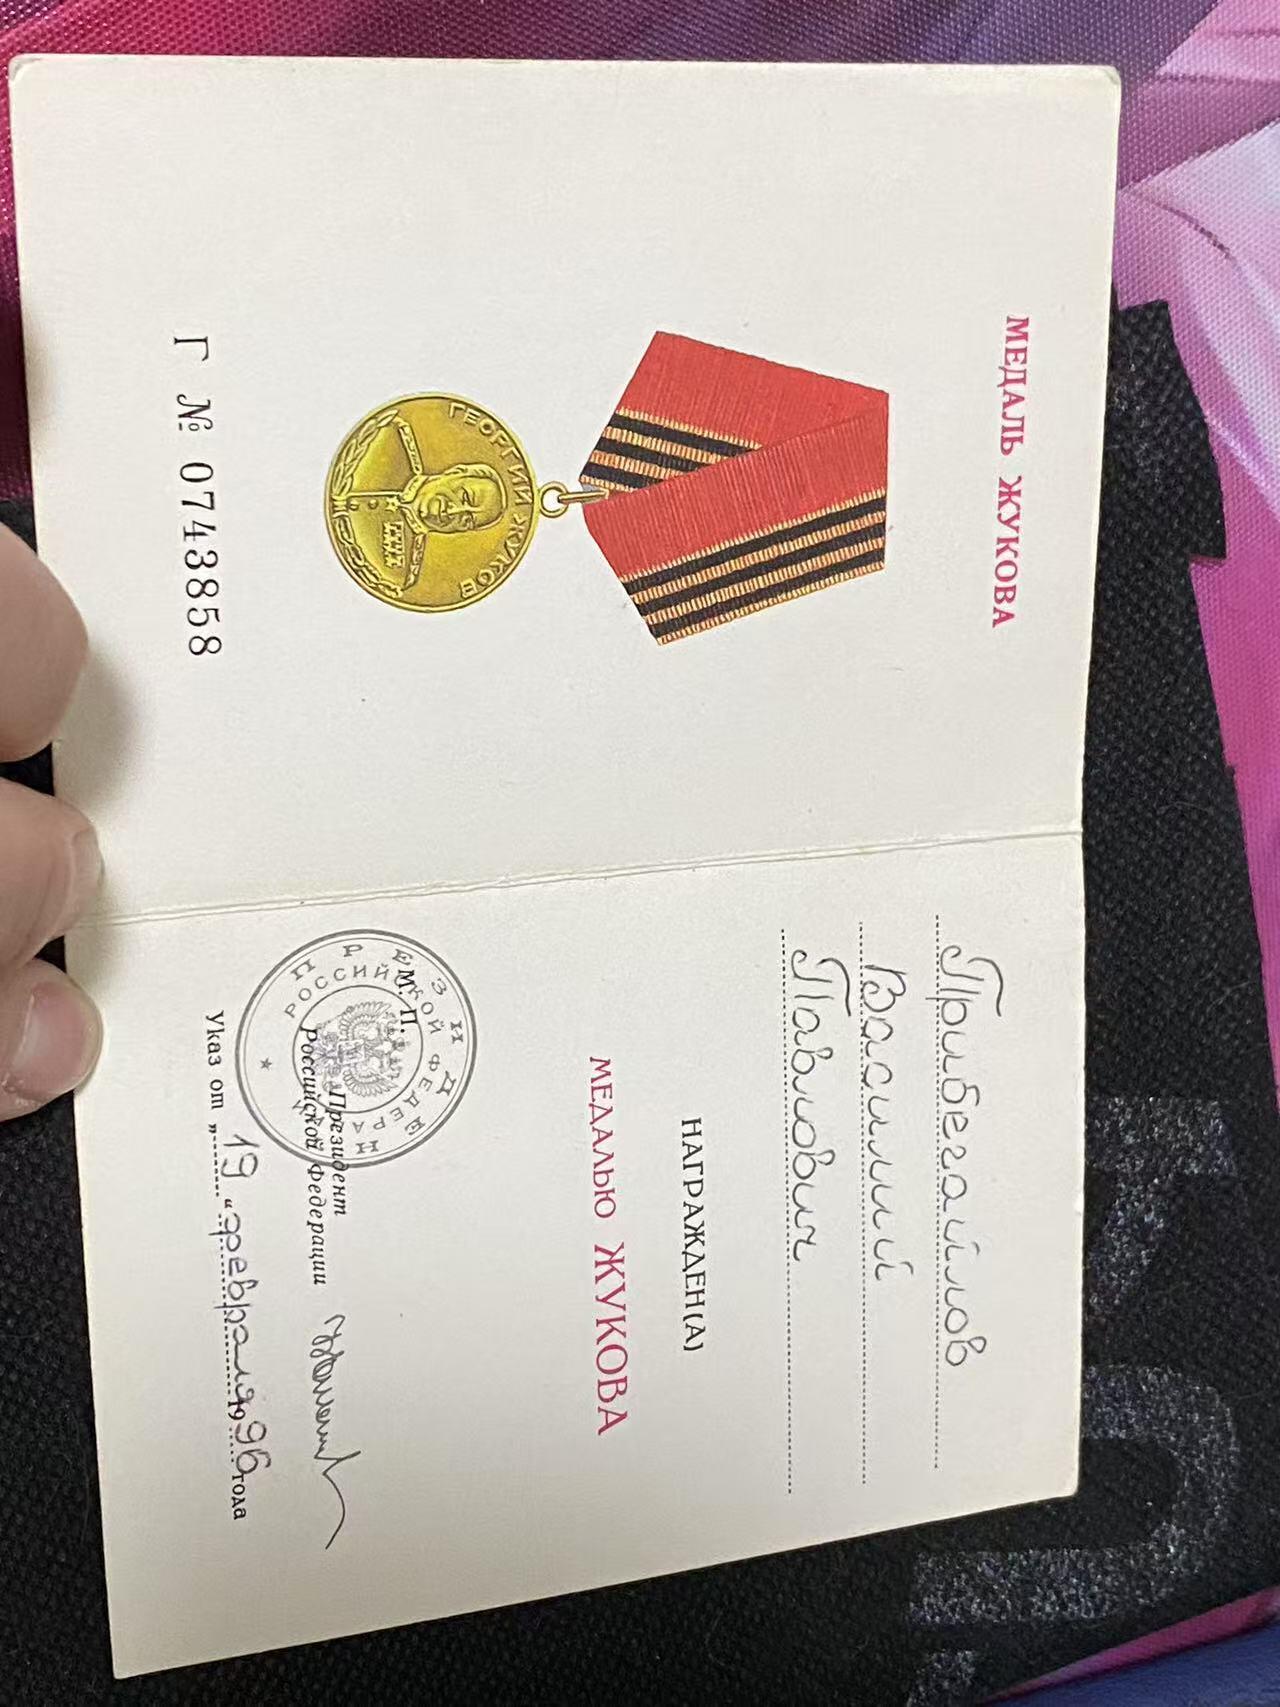 МЕДАЛЬ ЖУКОВА
ГЕОРГИЙ ЖУКОВ
Г № 0743858
Прибегайлов
Василий
Павлович
НАГРАЖДЕН(А)
МЕДАЛЬЮ ЖУКОВА
М. П.
Президент
Российской Федерации
ПРЕЗИДЕНТ
РОССИЙСКОЙ ФЕДЕРА
Указ от „19“ февраля 1996 года